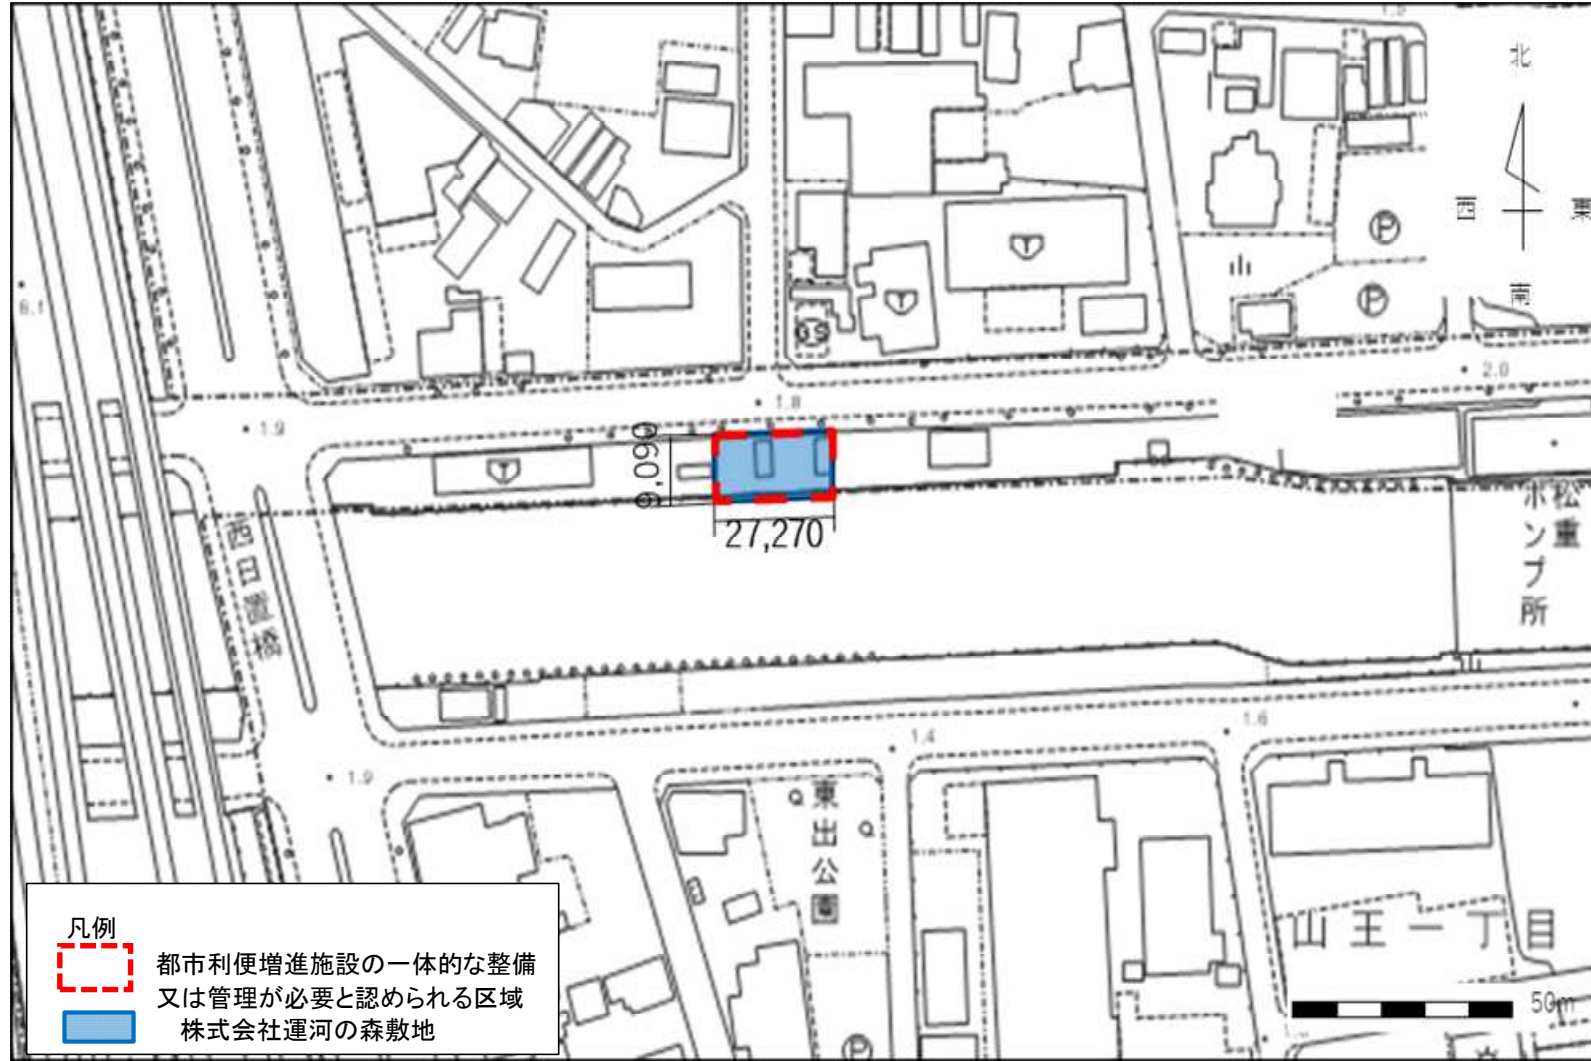 北
西
東
南
6.1
T
T
GS
P
P
2.0
1.8
1.9
T
9,090
27,270
西日置橋
松重
ポンプ所
1.6
1.4
1.9
東出公園
山王一丁目
P
50m
凡例
都市利便増進施設の一体的な整備
又は管理が必要と認められる区域
株式会社運河の森敷地